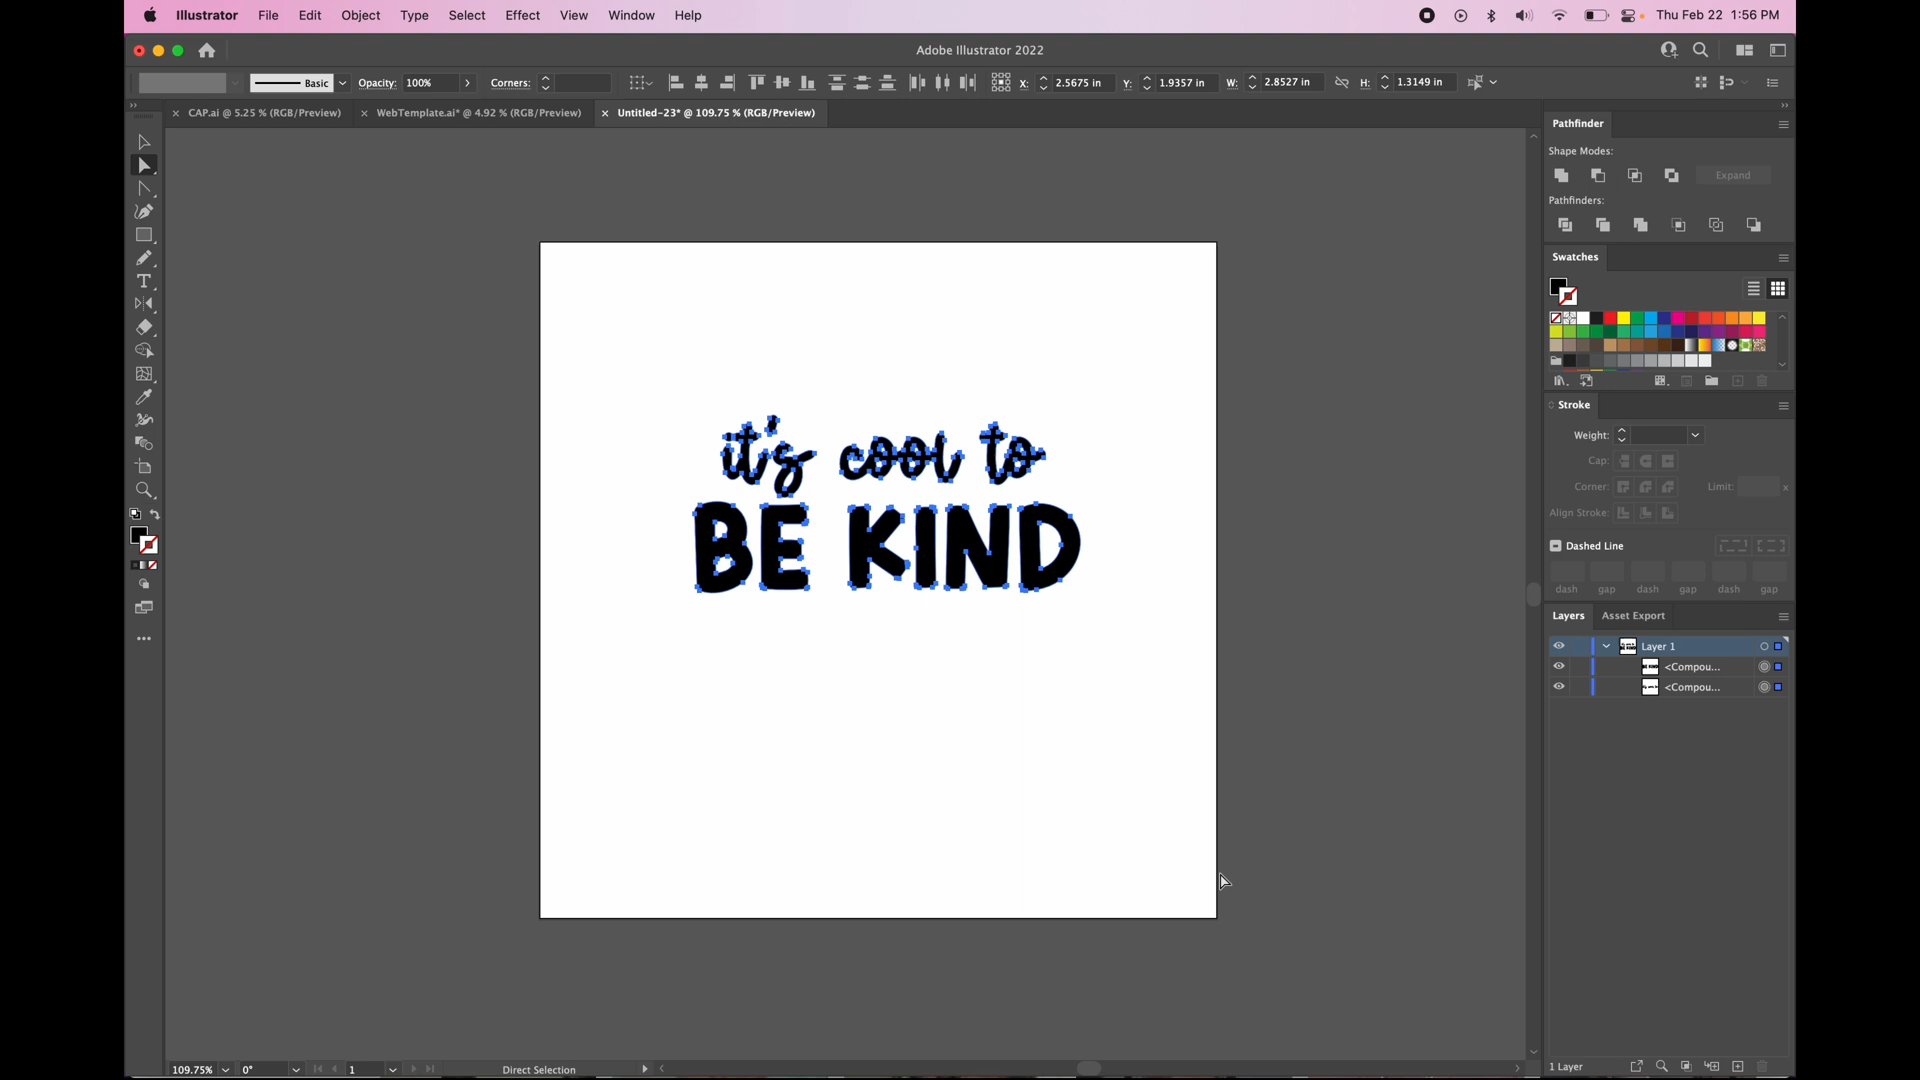 Illustrator File Edit Object Type Select Effect View Window Help Thu Feb 22 1:56 PM
Adobe Illustrator 2022
Basic Opacity: 100% Corners: X: 2.5675 in Y: 1.9357 in W: 2.8527 in H: 1.3149 in
CAP.ai @ 5.25 % (RGB/Preview) WebTemplate.ai* @ 4.92 % (RGB/Preview) Untitled-23* @ 109.75 % (RGB/Preview)
it's cool to
BE KIND
Pathfinder
Shape Modes:
Expand
Pathfinders:
Swatches
Stroke
Weight:
Cap:
Corner: Limit: x
Align Stroke:
Dashed Line
dash gap dash gap dash gap
Layers Asset Export
Layer 1
<Compou...
<Compou...
1 Layer
109.75% 0° 1 Direct Selection